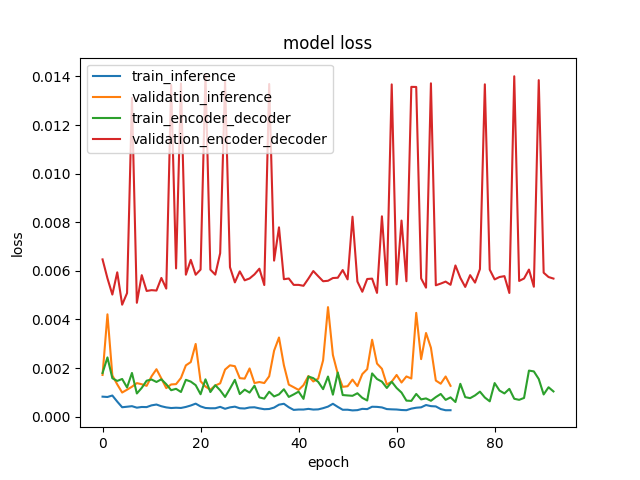 model loss
train_inference
validation_inference
train_encoder_decoder
validation_encoder_decoder
0.014
0.012
0.010
0.008
0.006
0.004
0.002
0.000
loss
0 20 40 60 80
epoch